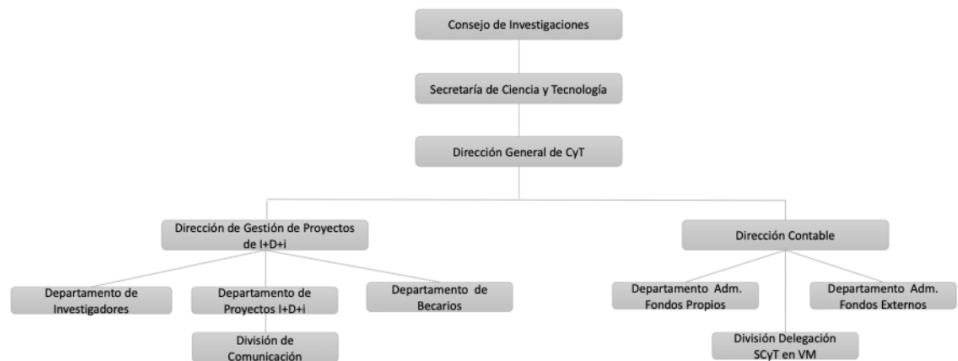 Consejo de Investigaciones
Secretaría de Ciencia y Tecnología
Dirección General de CyT
Dirección de Gestión de Proyectos
de I+D+i
Dirección Contable
Departamento de
Investigadores
Departamento de
Proyectos I+D+i
Departamento de
Becarios
Departamento Adm.
Fondos Propios
Departamento Adm.
Fondos Externos
División de
Comunicación
División Delegación
SCyT en VM